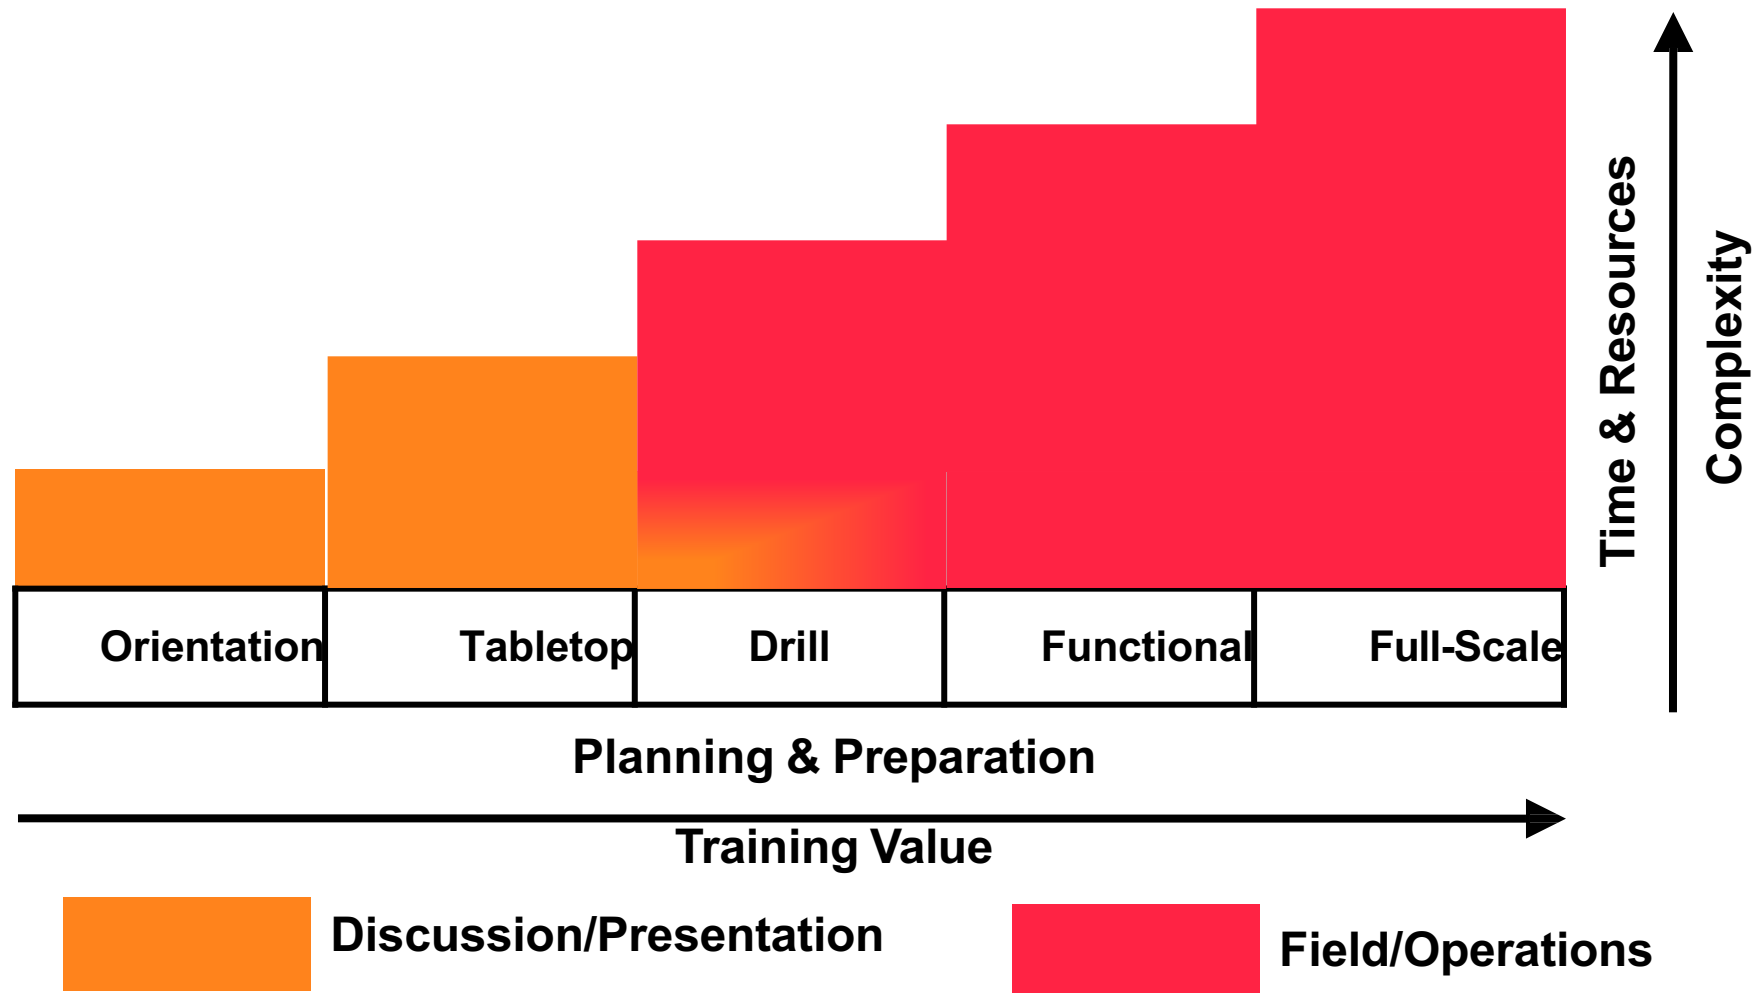 Time & Resources
Complexity
Orientation
Tabletop
Drill
Functional
Full-Scale
Planning & Preparation
Training Value
Discussion/Presentation
Field/Operations